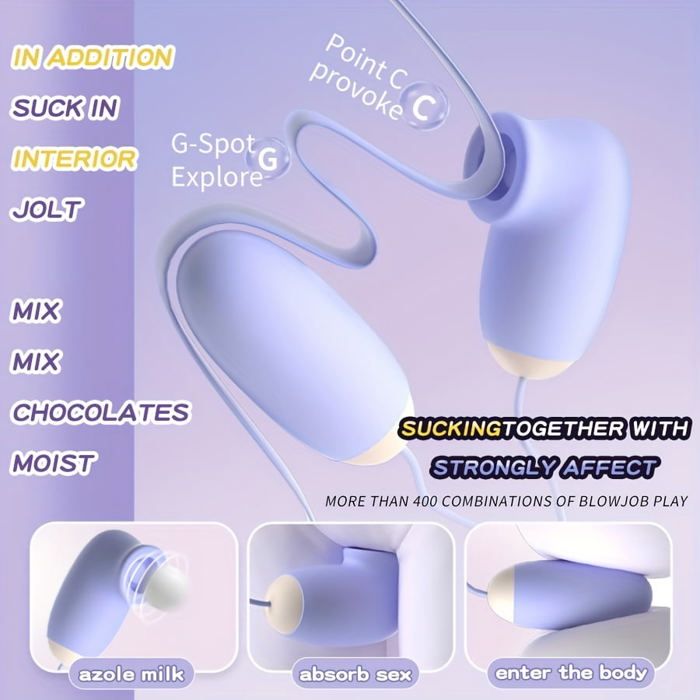 IN ADDITION
SUCK IN
INTERIOR
JOLT
MIX
MIX
CHOCOLATES
MOIST
Point C
provoke
C
G-Spot
G
Explore
SUCKINGTOGETHER WITH
STRONGLY AFFECT
MORE THAN 400 COMBINATIONS OF BLOWJOB PLAY
azole milk
absorb sex
enter the body